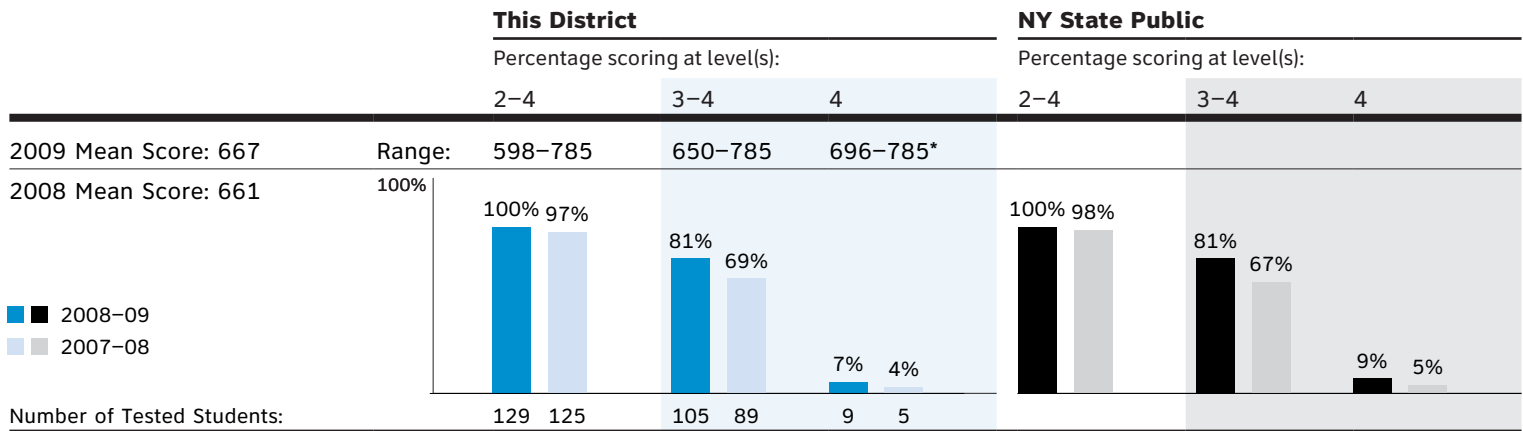 This District NY State Public
Percentage scoring at level(s): Percentage scoring at level(s):
2–4 3–4 4 2–4 3–4 4
2009 Mean Score: 667 Range: 598–785 650–785 696–785*
2008 Mean Score: 661 100%
100% 97% 81% 69% 7% 4% 100% 98% 81% 67% 9% 5%
2008–09
2007–08
Number of Tested Students: 129 125 105 89 9 5